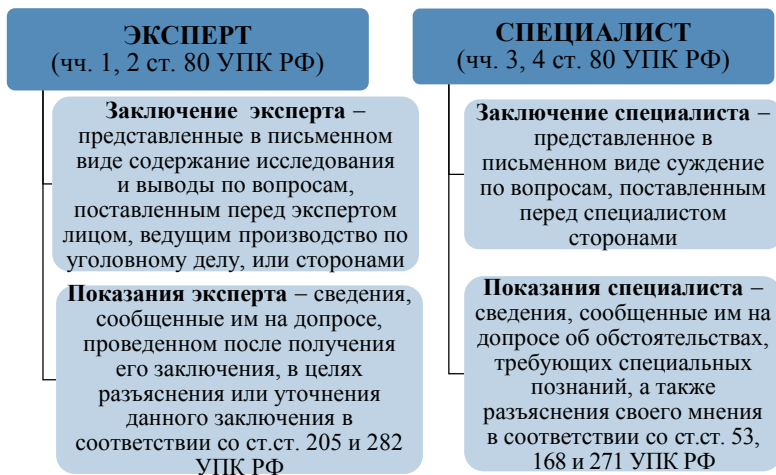 ЭКСПЕРТ
(чч. 1, 2 ст. 80 УПК РФ)
Заключение эксперта –
представленные в письменном
виде содержание исследования
и выводы по вопросам,
поставленным перед экспертом
лицом, ведущим производство по
уголовному делу, или сторонами
Показания эксперта – сведения,
сообщенные им на допросе,
проведенном после получения
его заключения, в целях
разъяснения или уточнения
данного заключения в
соответствии со ст.ст. 205 и 282
УПК РФ
СПЕЦИАЛИСТ
(чч. 3, 4 ст. 80 УПК РФ)
Заключение специалиста –
представленное в
письменном виде суждение
по вопросам, поставленным
перед специалистом
сторонами
Показания специалиста –
сведения, сообщенные им на
допросе об обстоятельствах,
требующих специальных
познаний, а также
разъяснения своего мнения
в соответствии со ст.ст. 53,
168 и 271 УПК РФ